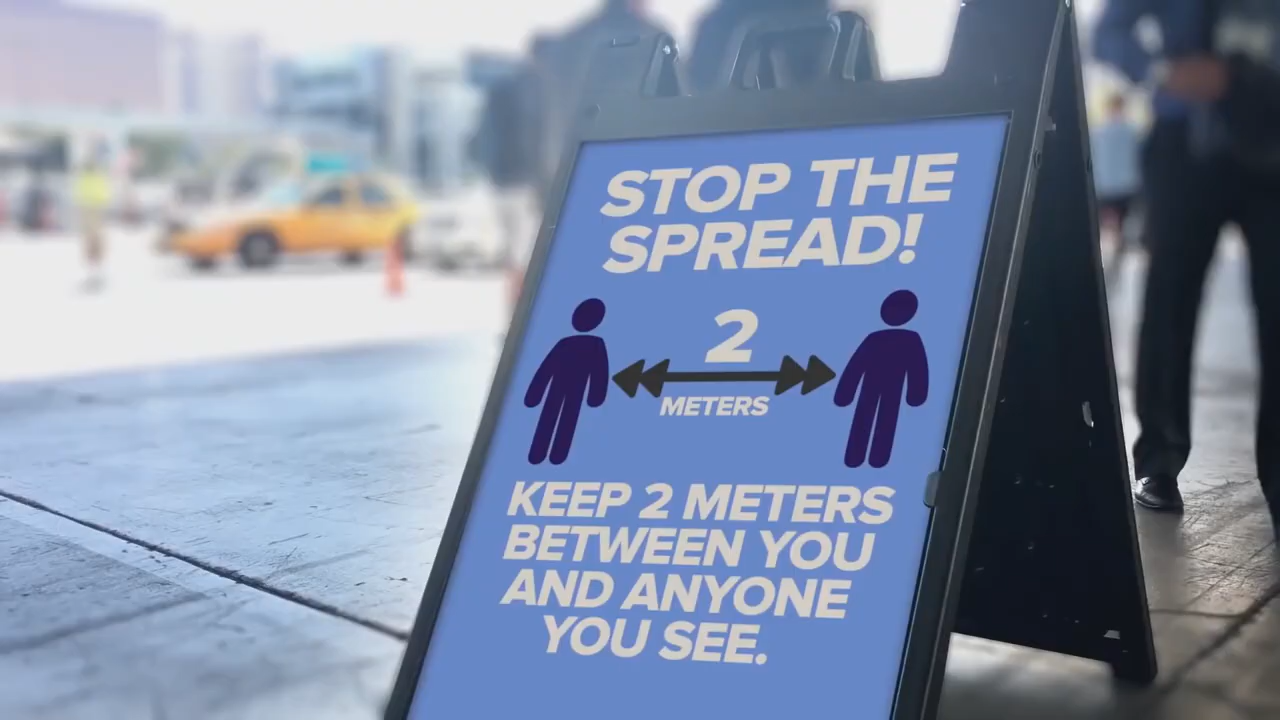 STOP THE
SPREAD!
2
METERS
KEEP 2 METERS
BETWEEN YOU
AND ANYONE
YOU SEE.